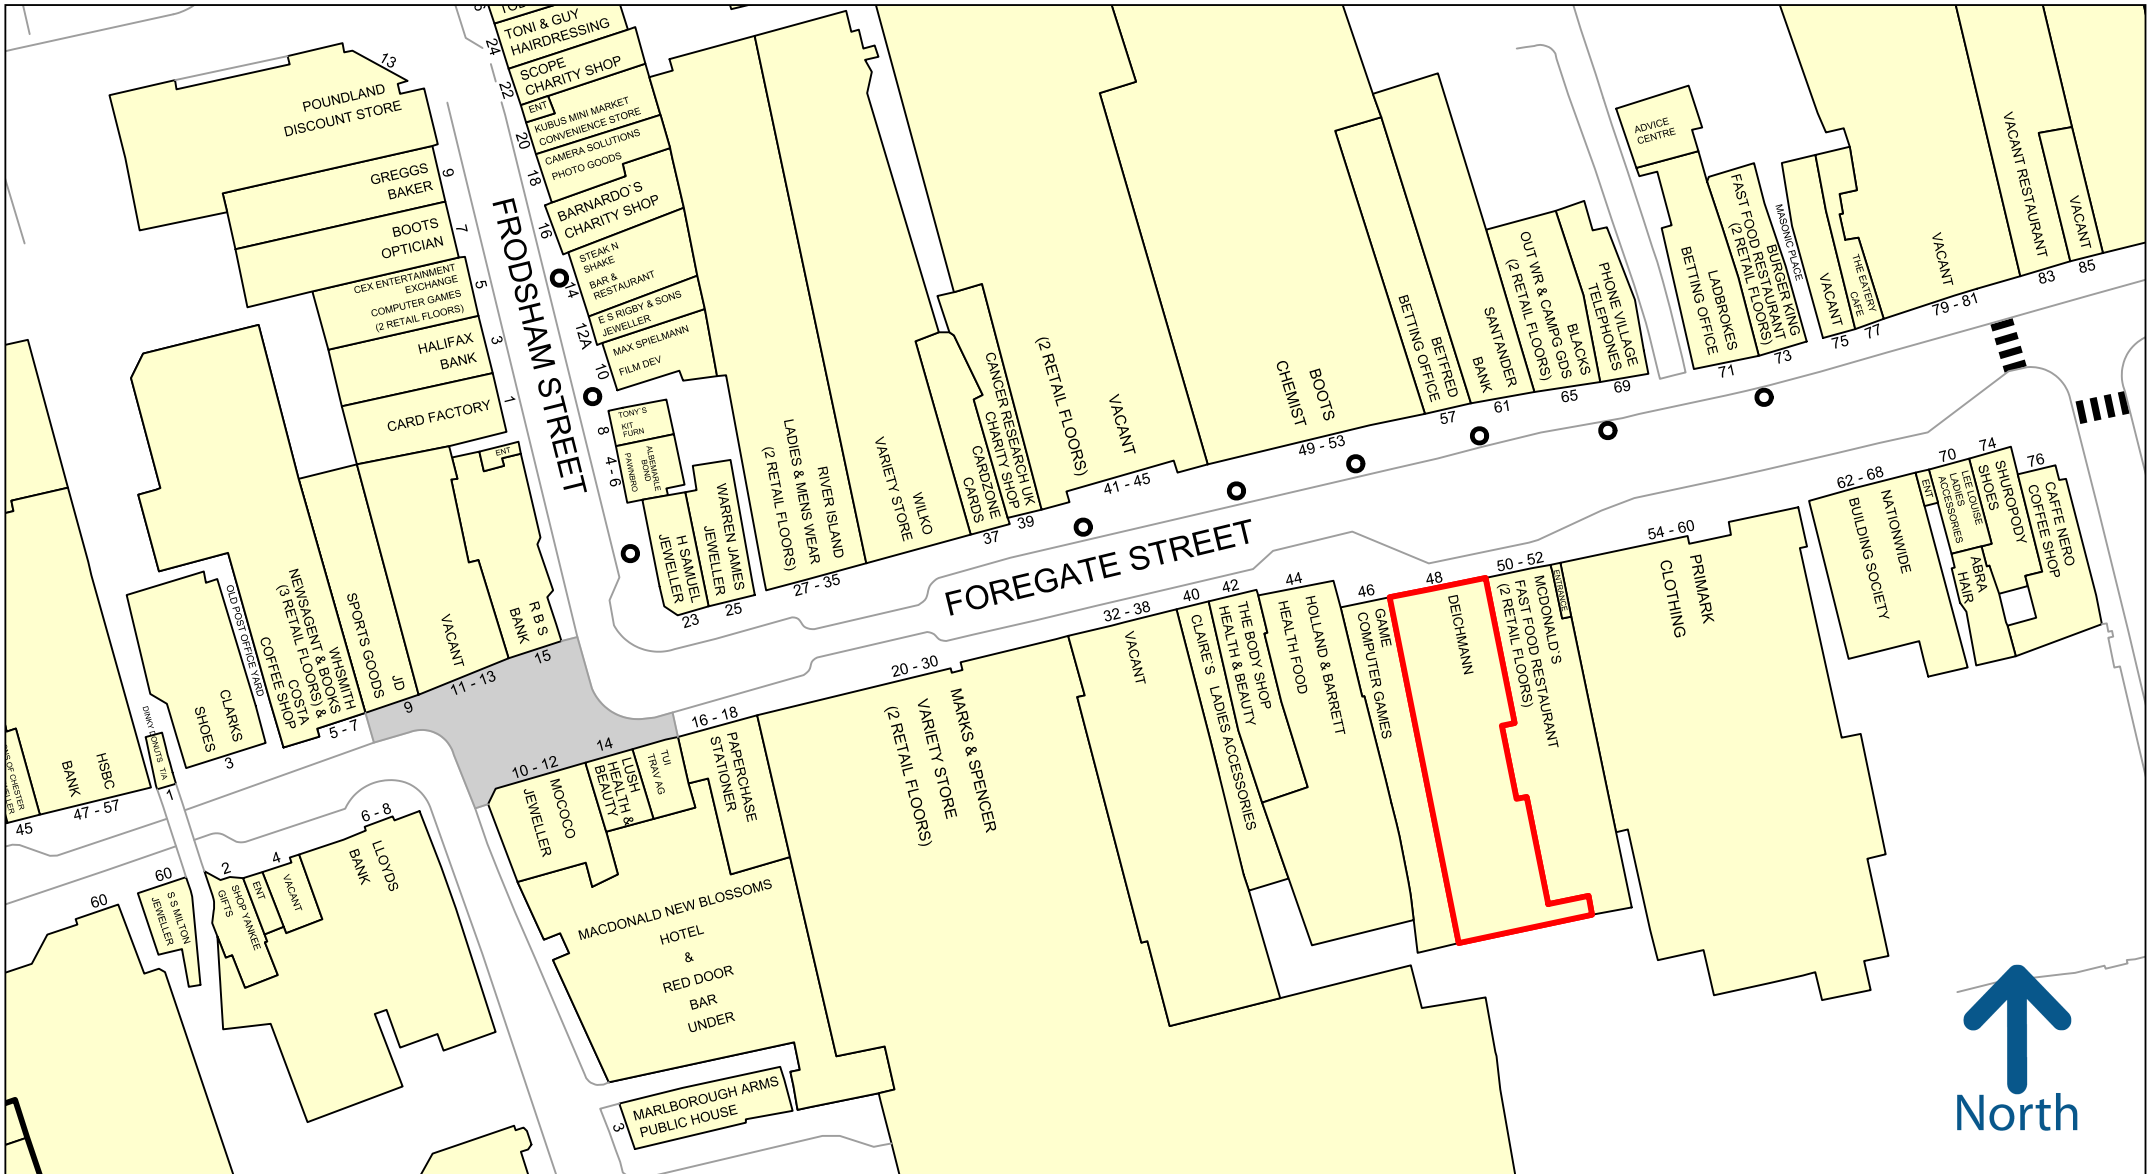 TONI & GUY
HAIRDRESSING
24
SCOPE
CHARITY SHOP
22
ENT
KUBUS MINI MARKET
CONVENIENCE STORE
20
CAMERA SOLUTIONS
PHOTO GOODS
18
BARNARDO`S
CHARITY SHOP
16
STEAK N
SHAKE
BAR &
RESTAURANT
14
E S RIGBY & SONS
JEWELLER
12A
MAX SPIELMANN
FILM DEV
10
TONY`S
KIT
FURN
8
ALBEMARLE
BOND
PAWNBRO
4 - 6
13
POUNDLAND
DISCOUNT STORE
GREGGS
BAKER
9
BOOTS
OPTICIAN
7
CEX ENTERTAINMENT
EXCHANGE
COMPUTER GAMES
(2 RETAIL FLOORS)
5
HALIFAX
BANK
3
CARD FACTORY
1
FRODSHAM STREET
ENT
R B S
BANK
15
VACANT
11 - 13
JD
SPORTS GOODS
9
WHSMITH
NEWSAGENT & BOOKS
(3 RETAIL FLOORS) &
COSTA
COFFEE SHOP
5 - 7
OLD POST OFFICE YARD
CLARKS
SHOES
3
DINKY DONUTS T/A
1
HSBC
BANK
47 - 57
45
H SAMUEL
JEWELLER
23
WARREN JAMES
JEWELLER
25
RIVER ISLAND
LADIES & MENS WEAR
(2 RETAIL FLOORS)
27 - 35
WILKO
VARIETY STORE
CARDZONE
CARDS
37
CANCER RESEARCH UK
CHARITY SHOP
39
VACANT
(2 RETAIL FLOORS)
41 - 45
BOOTS
CHEMIST
49 - 53
BETFRED
BETTING OFFICE
57
SANTANDER
BANK
61
BLACKS
OUT WR & CAMPG GDS
(2 RETAIL FLOORS)
65
PHONE VILLAGE
TELEPHONES
69
ADVICE
CENTRE
LADBROKES
BETTING OFFICE
71
BURGER KING
FAST FOOD RESTAURANT
(2 RETAIL FLOORS)
73
MASONIC PLACE
VACANT
75
THE EATERY
CAFE
77
VACANT
79 - 81
VACANT RESTAURANT
83
VACANT
85
FOREGATE STREET
10 - 12
MOCOCO
JEWELLER
14
LUSH
HEALTH &
BEAUTY
TUI
TRAV AG
16 - 18
PAPERCHASE
STATIONER
20 - 30
MARKS & SPENCER
VARIETY STORE
(2 RETAIL FLOORS)
32 - 38
VACANT
40
CLAIRE`S LADIES ACCESSORIES
42
THE BODY SHOP
HEALTH & BEAUTY
44
HOLLAND & BARRETT
HEALTH FOOD
46
GAME
COMPUTER GAMES
48
DEICHMANN
50 - 52
MCDONALD`S
FAST FOOD RESTAURANT
(2 RETAIL FLOORS)
ENTRANCE
54 - 60
PRIMARK
CLOTHING
62 - 68
NATIONWIDE
BUILDING SOCIETY
ENT
70
LEE LOUISE
LADIES
ACCESSORIES
ABRA
HAIR
74
SHUROPODY
SHOES
76
CAFFE NERO
COFFEE SHOP
MACDONALD NEW BLOSSOMS
HOTEL
&
RED DOOR
BAR
UNDER
MARLBOROUGH ARMS
PUBLIC HOUSE
3
6 - 8
LLOYDS
BANK
4
VACANT
ENT
2
SHOP YANKEE
GIFTS
60
S S MILTON
JEWELLER
60
North